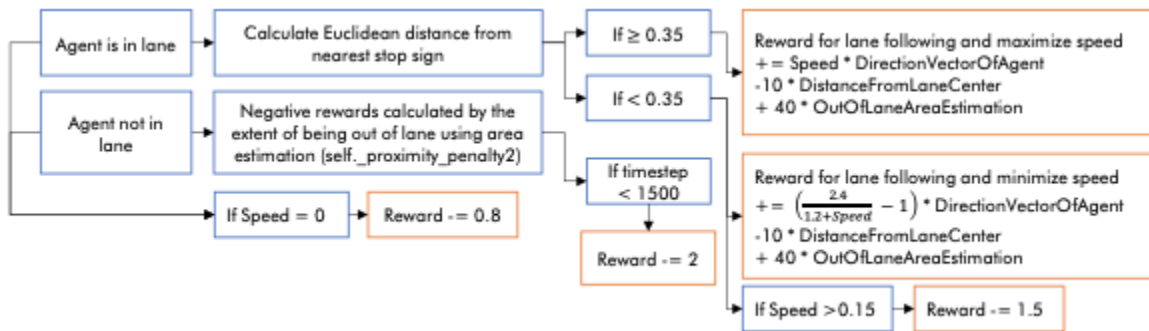 Agent is in lane
Calculate Euclidean distance from
nearest stop sign
If ≥ 0.35
Reward for lane following and maximize speed
+= Speed * DirectionVectorOfAgent
-10 * DistanceFromLaneCenter
+ 40 * OutOfLaneAreaEstimation
If < 0.35
Agent not in
lane
Negative rewards calculated by the
extent of being out of lane using area
estimation (self._proximity_penalty2)
If timestep
< 1500
Reward for lane following and minimize speed
+= (2.4/1.2+Speed − 1) * DirectionVectorOfAgent
-10 * DistanceFromLaneCenter
+ 40 * OutOfLaneAreaEstimation
If Speed = 0
Reward -= 0.8
Reward -= 2
If Speed >0.15
Reward -= 1.5